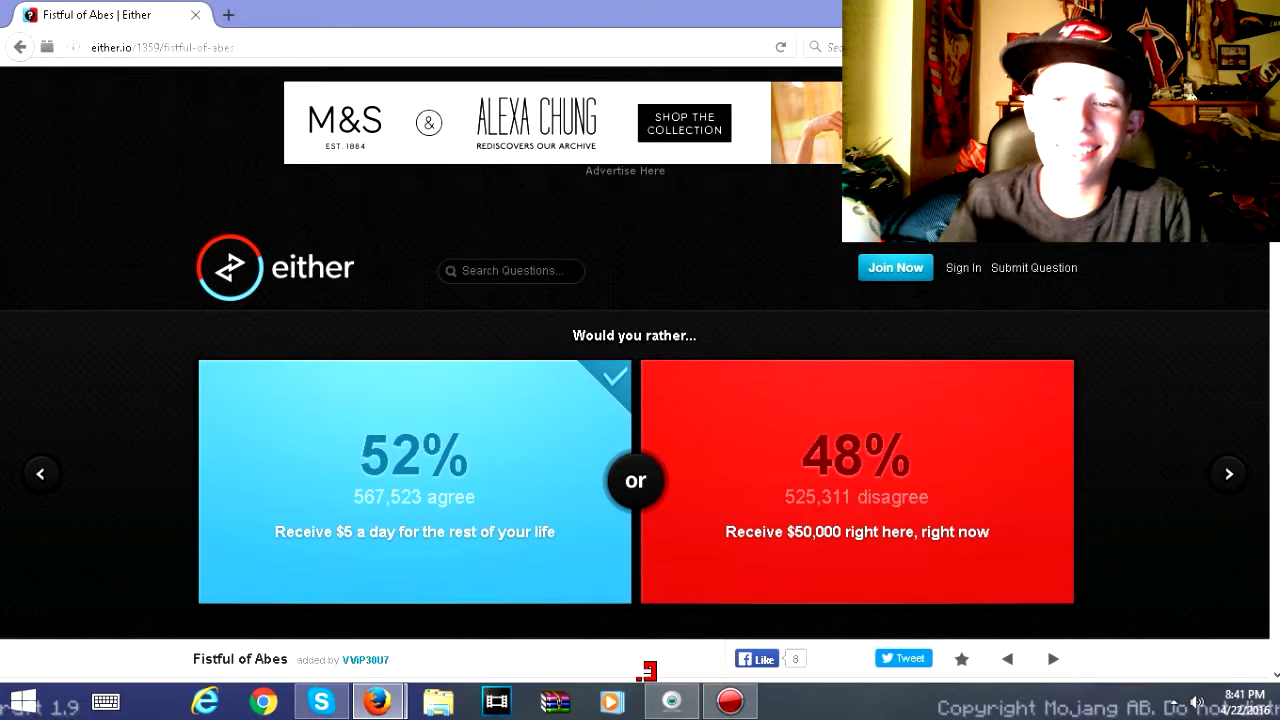 Fistful of Abes | Either
either.io/1359/fistful-of-abes
M&S
EST. 1884
&
ALEXA CHUNG
REDISCOVERS OUR ARCHIVE
SHOP THE
COLLECTION
Advertise Here
either
Search Questions...
Join Now
Sign In
Submit Question
Would you rather...
52%
567,523 agree
Receive $5 a day for the rest of your life
or
48%
525,311 disagree
Receive $50,000 right here, right now
Fistful of Abes
added by VViP30U7
Like
8
Tweet
8:41 PM
4/22/2016
1.9
Copyright Mojang AB. Do not